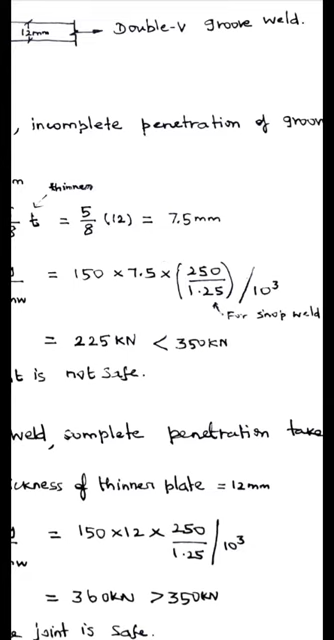 12mm → Double-V groove weld.
, incomplete penetration of groov
m thinner
t = 5/8 (12) = 7.5mm
= 150 × 7.5 × (250/1.25) / 10³
nw
For shop weld
= 225 KN < 350KN
t is not safe.
weld, complete penetration take
ickness of thinner plate = 12mm
= 150×12 × 250/1.25 / 10³
w
= 360KN > 350KN
e joint is safe.